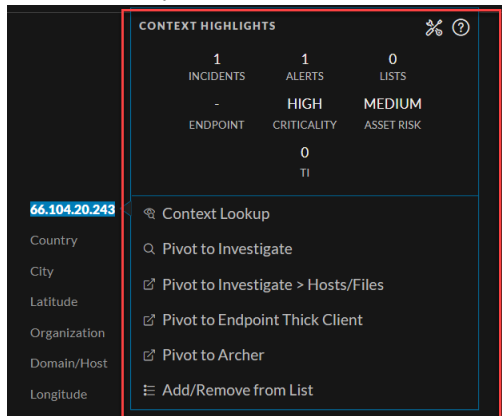 CONTEXT HIGHLIGHTS
1 1 0
INCIDENTS ALERTS LISTS
- HIGH MEDIUM
ENDPOINT CRITICALITY ASSET RISK
0
TI
66.104.20.243
Country
City
Latitude
Organization
Domain/Host
Longitude
Context Lookup
Pivot to Investigate
Pivot to Investigate > Hosts/Files
Pivot to Endpoint Thick Client
Pivot to Archer
Add/Remove from List